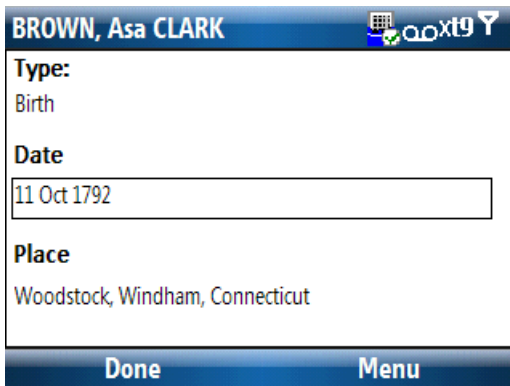 BROWN, Asa CLARK xt9
Type:
Birth
Date
11 Oct 1792
Place
Woodstock, Windham, Connecticut
Done Menu